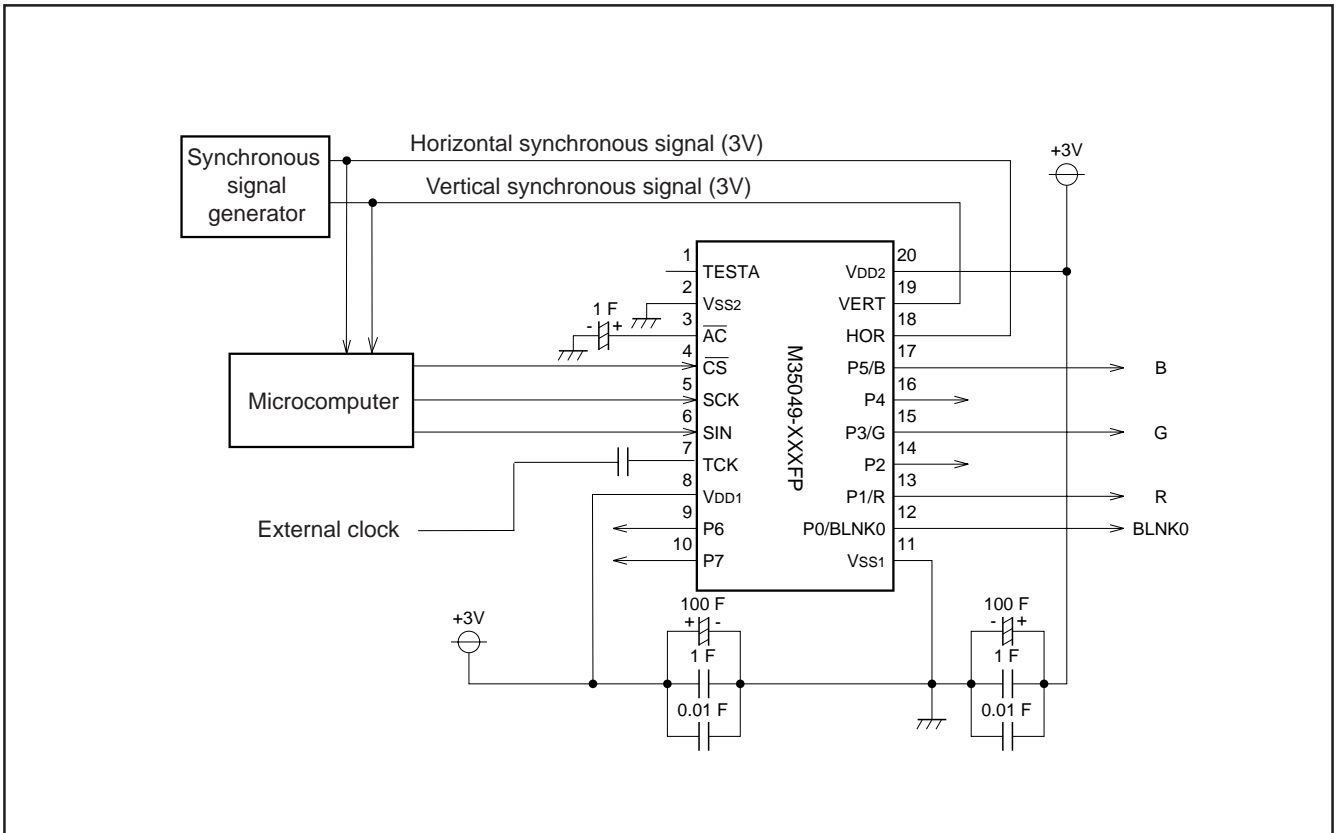 Synchronous
signal
generator
Horizontal synchronous signal (3V)
Vertical synchronous signal (3V)
+3V
Microcomputer
External clock
1 F
- +
1
TESTA
2
VSS2
3
AC
4
CS
5
SCK
6
SIN
7
TCK
8
VDD1
9
P6
10
P7
M35049-XXXFP
20
VDD2
19
VERT
18
HOR
17
P5/B
16
P4
15
P3/G
14
P2
13
P1/R
12
P0/BLNK0
11
VSS1
B
G
R
BLNK0
+3V
100 F
+ -
1 F
0.01 F
100 F
- +
1 F
0.01 F